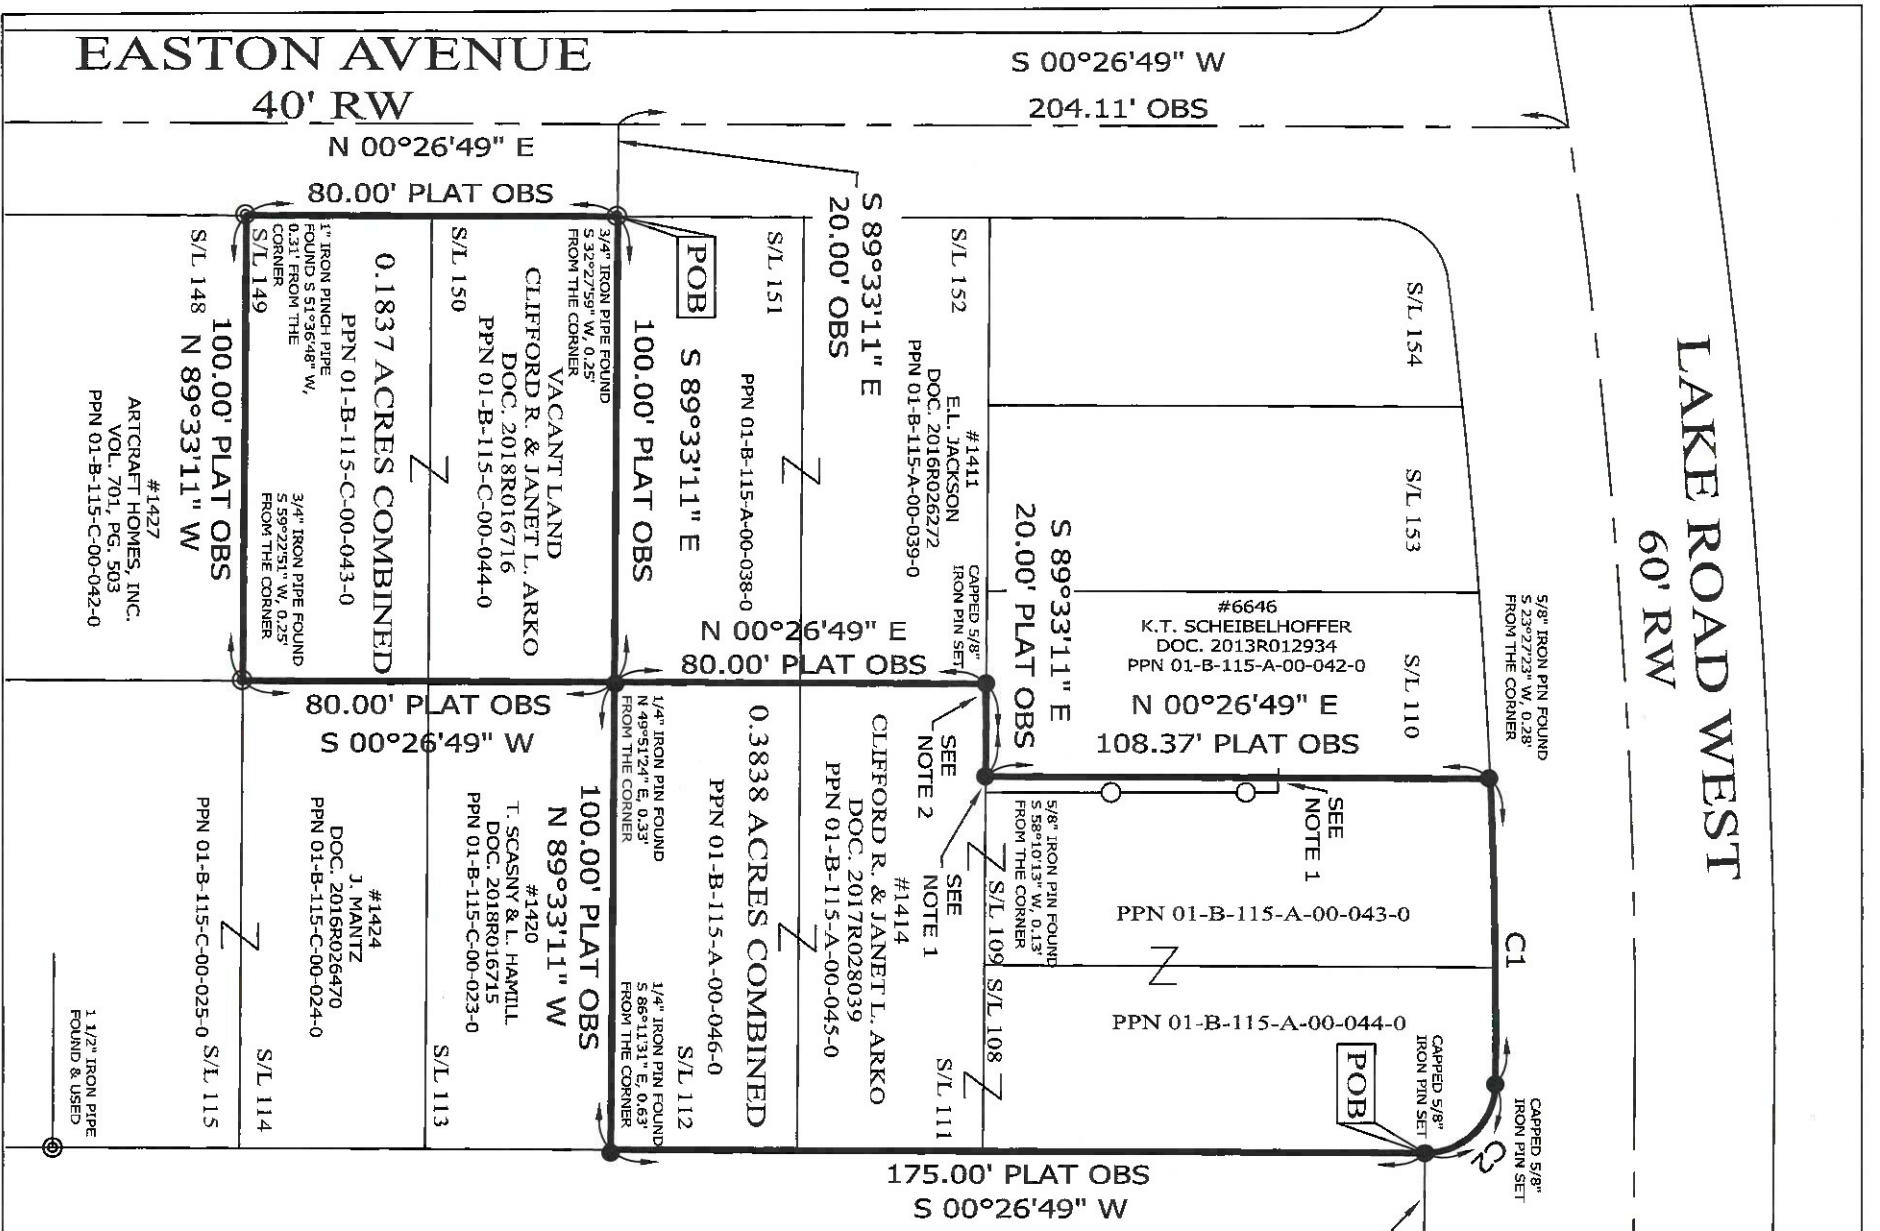 EASTON AVENUE
40' RW
N 00°26'49" E
80.00' PLAT OBS
S 00°26'49" W
204.11' OBS
S 89°33'11" E
20.00' OBS
LAKE ROAD WEST
60' RW
S/L 148
S/L 149
1" IRON PINCH PIPE
FOUND S 51°36'48" W,
0.31' FROM THE
CORNER
PPN 01-B-115-C-00-043-0
0.1837 ACRES COMBINED
S/L 150
PPN 01-B-115-C-00-044-0
DOC. 2018R016716
CLIFFORD R. & JANET L. ARKO
VACANT LAND
3/4" IRON PIPE FOUND
S 32°27'59" W, 0.25'
FROM THE CORNER
POB
100.00' PLAT OBS
S 89°33'11" E
S/L 151
PPN 01-B-115-A-00-038-0
S/L 152
#1411
E.L. JACKSON
DOC. 2016R026272
PPN 01-B-115-A-00-039-0
CAPPED 5/8"
IRON PIN SET
S/L 154
S/L 153
S/L 110
100.00' PLAT OBS
N 89°33'11" W
#1427
ARTCRAFT HOMES, INC.
VOL. 701, PG. 503
PPN 01-B-115-C-00-042-0
3/4" IRON PIPE FOUND
S 59°22'51" W, 0.25'
FROM THE CORNER
N 00°26'49" E
80.00' PLAT OBS
S 89°33'11" E
20.00' PLAT OBS
#6646
K.T. SCHEIBELHOFFER
DOC. 2013R012934
PPN 01-B-115-A-00-042-0
N 00°26'49" E
108.37' PLAT OBS
5/8" IRON PIN FOUND
S 23°27'23" W, 0.28'
FROM THE CORNER
80.00' PLAT OBS
S 00°26'49" W
1/4" IRON PIN FOUND
N 49°51'24" E, 0.33'
FROM THE CORNER
0.3838 ACRES COMBINED
PPN 01-B-115-A-00-046-0
#1414
CLIFFORD R. & JANET L. ARKO
DOC. 2017R028039
PPN 01-B-115-A-00-045-0
SEE
NOTE 2
SEE
NOTE 1
SEE
NOTE 1
5/8" IRON PIN FOUND
S 58°10'13" W, 0.13'
FROM THE CORNER
S/L 109
S/L 108
PPN 01-B-115-A-00-043-0
PPN 01-B-115-A-00-044-0
C1
C2
CAPPED 5/8"
IRON PIN SET
CAPPED 5/8"
IRON PIN SET
POB
100.00' PLAT OBS
N 89°33'11" W
#1420
T. SCASNY & L. HAMILL
DOC. 2018R016715
PPN 01-B-115-C-00-023-0
#1424
J. MANTZ
DOC. 2016R026470
PPN 01-B-115-C-00-024-0
PPN 01-B-115-C-00-025-0
S/L 115
S/L 114
S/L 113
1/4" IRON PIN FOUND
S 86°11'31" E, 0.63'
FROM THE CORNER
S/L 112
S/L 111
1 1/2" IRON PIPE
FOUND & USED
175.00' PLAT OBS
S 00°26'49" W